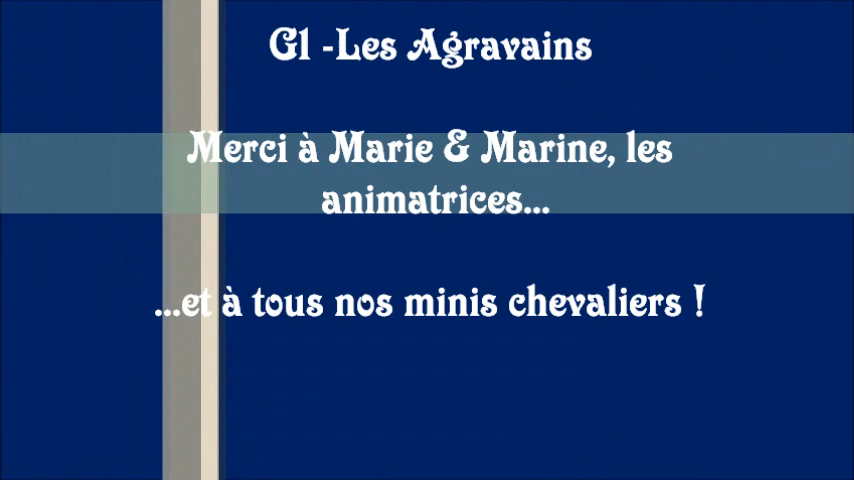 G1 -Les Agravains
Merci à Marie & Marine, les
animatrices...
...et à tous nos minis chevaliers !